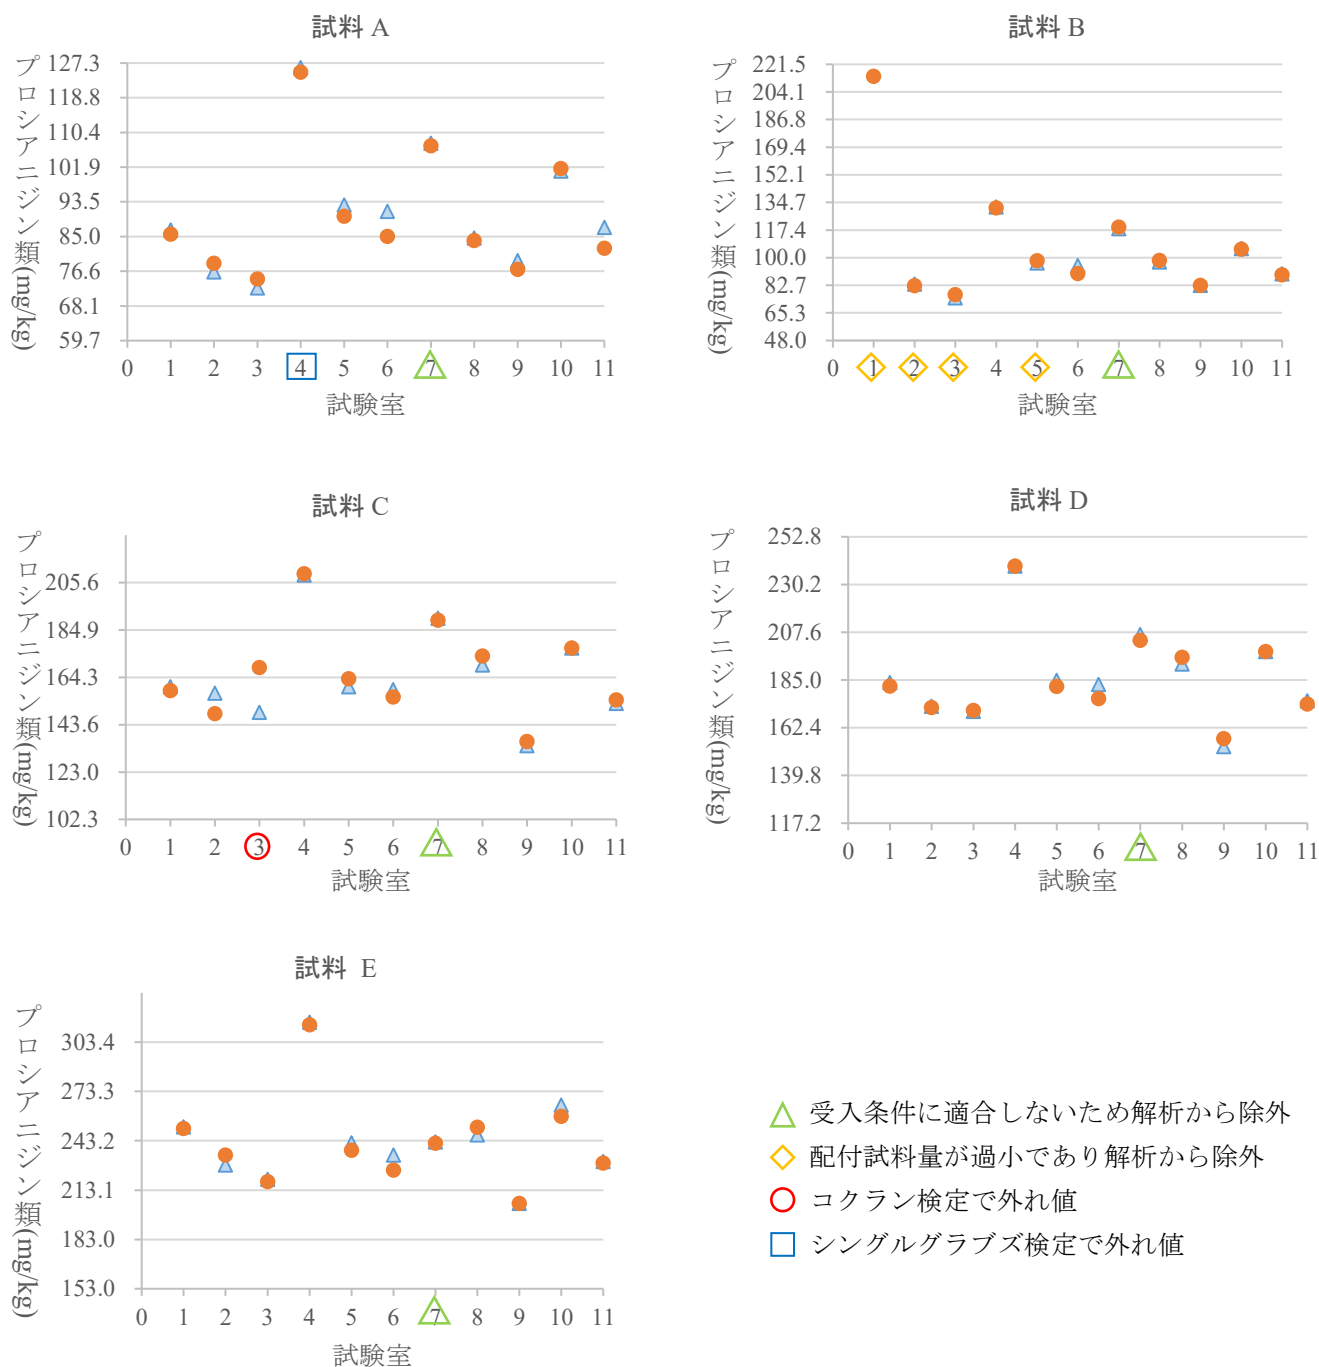 試料 A
プロシアニジン類(mg/kg)
127.3
118.8
110.4
101.9
93.5
85.0
76.6
68.1
59.7
0 1 2 3 4 5 6 7 8 9 10 11
試験室
試料 B
プロシアニジン類(mg/kg)
221.5
204.1
186.8
169.4
152.1
134.7
117.4
100.0
82.7
65.3
48.0
0 1 2 3 4 5 6 7 8 9 10 11
試験室
試料 C
プロシアニジン類(mg/kg)
205.6
184.9
164.3
143.6
123.0
102.3
0 1 2 3 4 5 6 7 8 9 10 11
試験室
試料 D
プロシアニジン類(mg/kg)
252.8
230.2
207.6
185.0
162.4
139.8
117.2
0 1 2 3 4 5 6 7 8 9 10 11
試験室
試料 E
プロシアニジン類(mg/kg)
303.4
273.3
243.2
213.1
183.0
153.0
0 1 2 3 4 5 6 7 8 9 10 11
試験室
受入条件に適合しないため解析から除外
配付試料量が過小であり解析から除外
コクラン検定で外れ値
シングルグラブズ検定で外れ値